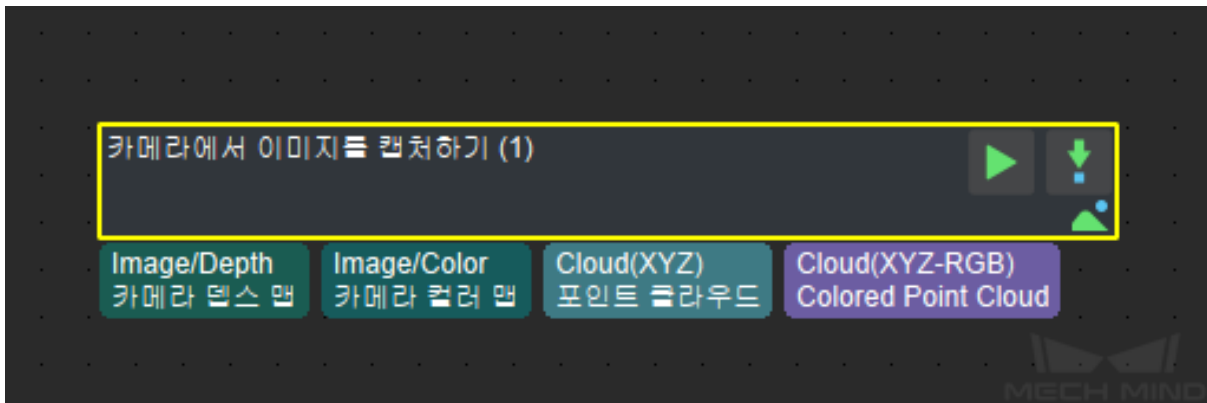 카메라에서 이미지를 캡처하기 (1)
Image/Depth
카메라 뎁스 맵
Image/Color
카메라 컬러 맵
Cloud(XYZ)
포인트 클라우드
Cloud(XYZ-RGB)
Colored Point Cloud
MECH MIND